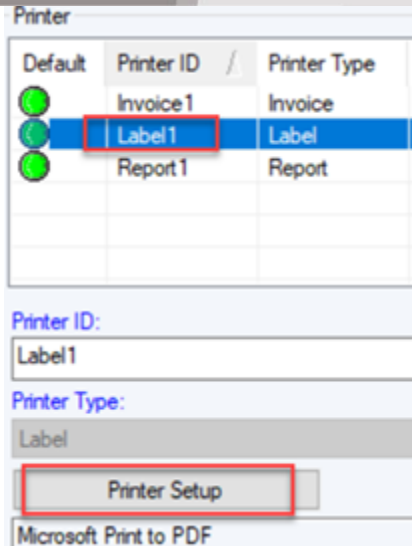 Printer
Default Printer ID Printer Type
Invoice1 Invoice
Label1 Label
Report1 Report
Printer ID:
Label1
Printer Type:
Label
Printer Setup
Microsoft Print to PDF